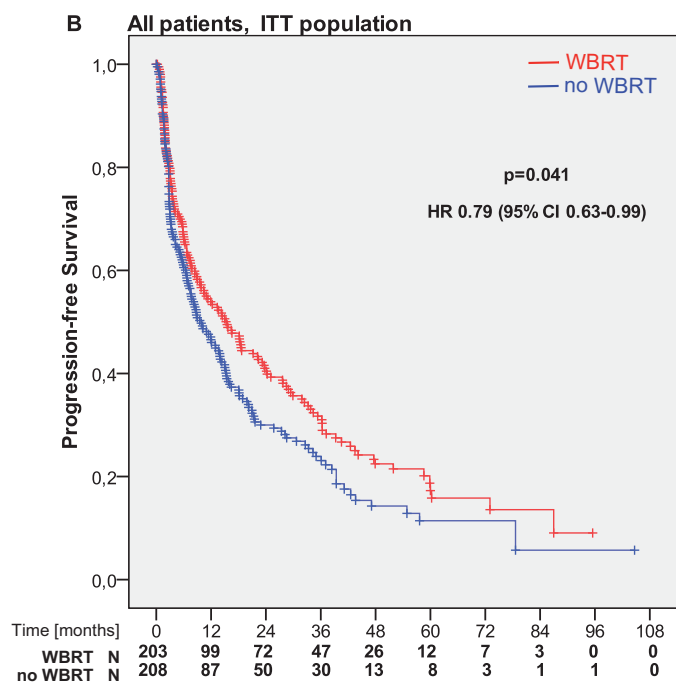 B All patients, ITT population
WBRT
no WBRT
p=0.041
HR 0.79 (95% CI 0.63-0.99)
Progression-free Survival
1,0
0,8
0,6
0,4
0,2
0,0
Time [months] 0 12 24 36 48 60 72 84 96 108
WBRT N 203 99 72 47 26 12 7 3 0 0
no WBRT N 208 87 50 30 13 8 3 1 1 0